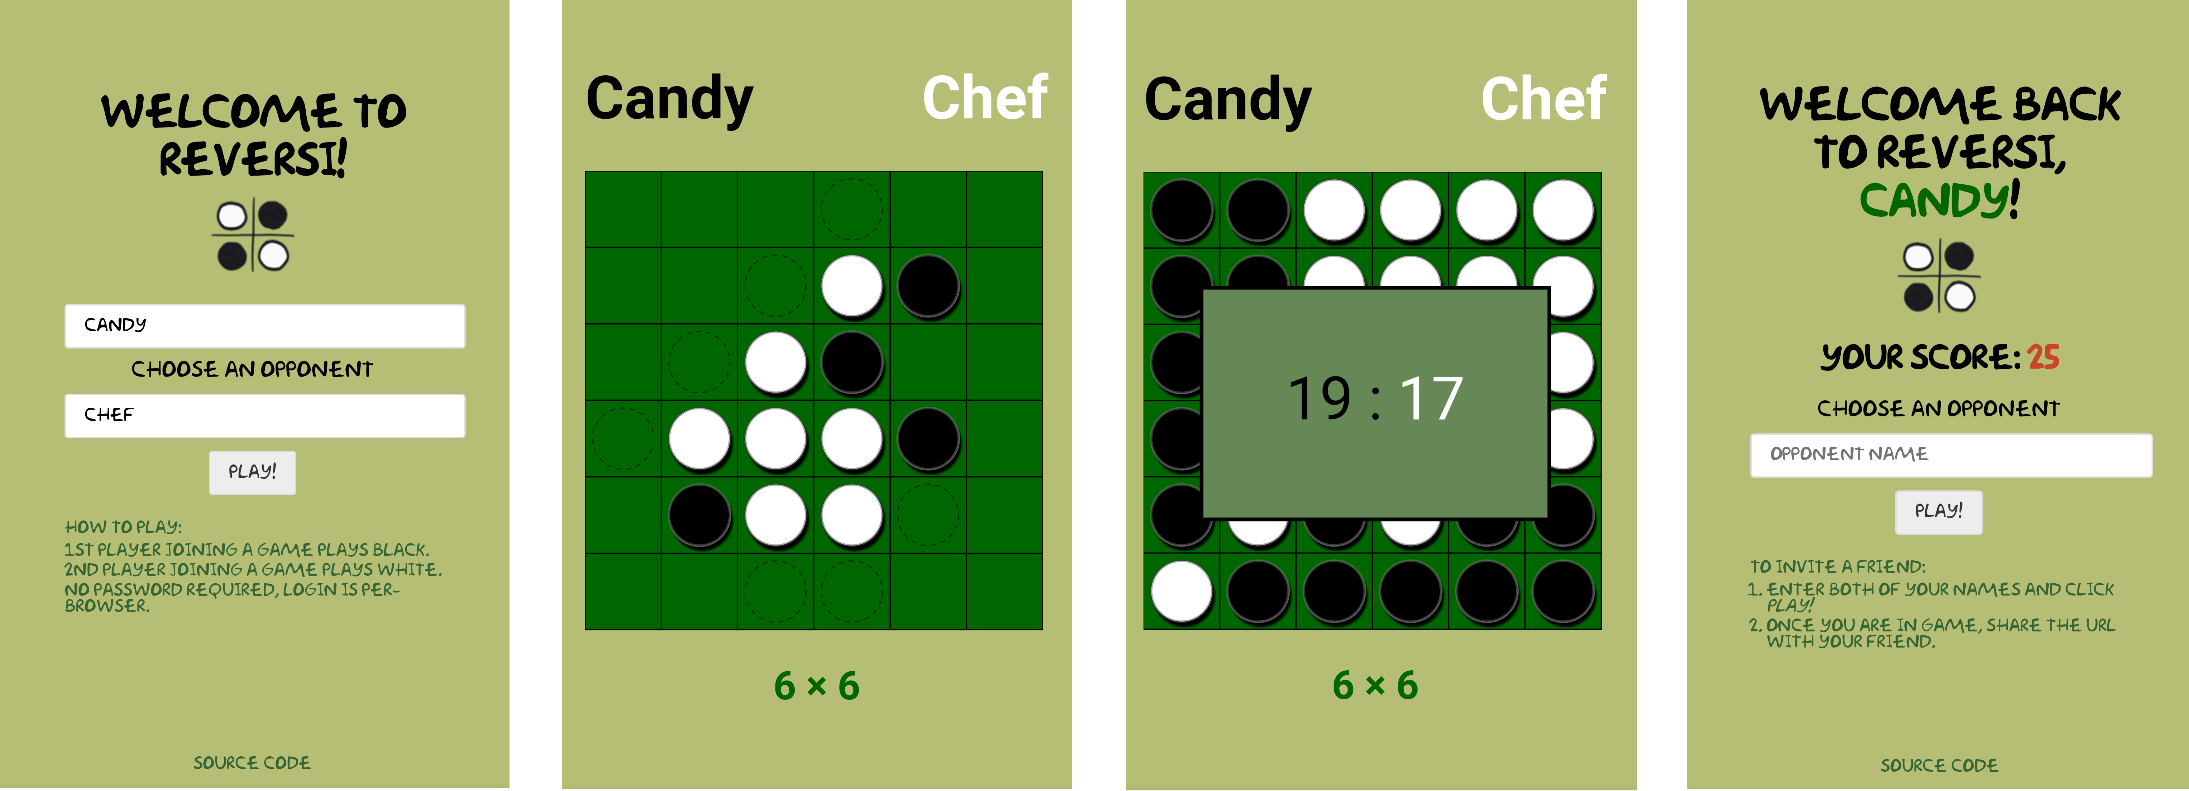 WELCOME TO
REVERSI!
CANDY
CHOOSE AN OPPONENT
CHEF
PLAY!
HOW TO PLAY:
1ST PLAYER JOINING A GAME PLAYS BLACK.
2ND PLAYER JOINING A GAME PLAYS WHITE.
NO PASSWORD REQUIRED, LOGIN IS PER-
BROWSER.
SOURCE CODE
Candy Chef
6 × 6
Candy Chef
19 : 17
6 × 6
WELCOME BACK
TO REVERSI,
CANDY!
YOUR SCORE: 25
CHOOSE AN OPPONENT
OPPONENT NAME
PLAY!
TO INVITE A FRIEND:
1. ENTER BOTH OF YOUR NAMES AND CLICK
PLAY!
2. ONCE YOU ARE IN GAME, SHARE THE URL
WITH YOUR FRIEND.
SOURCE CODE